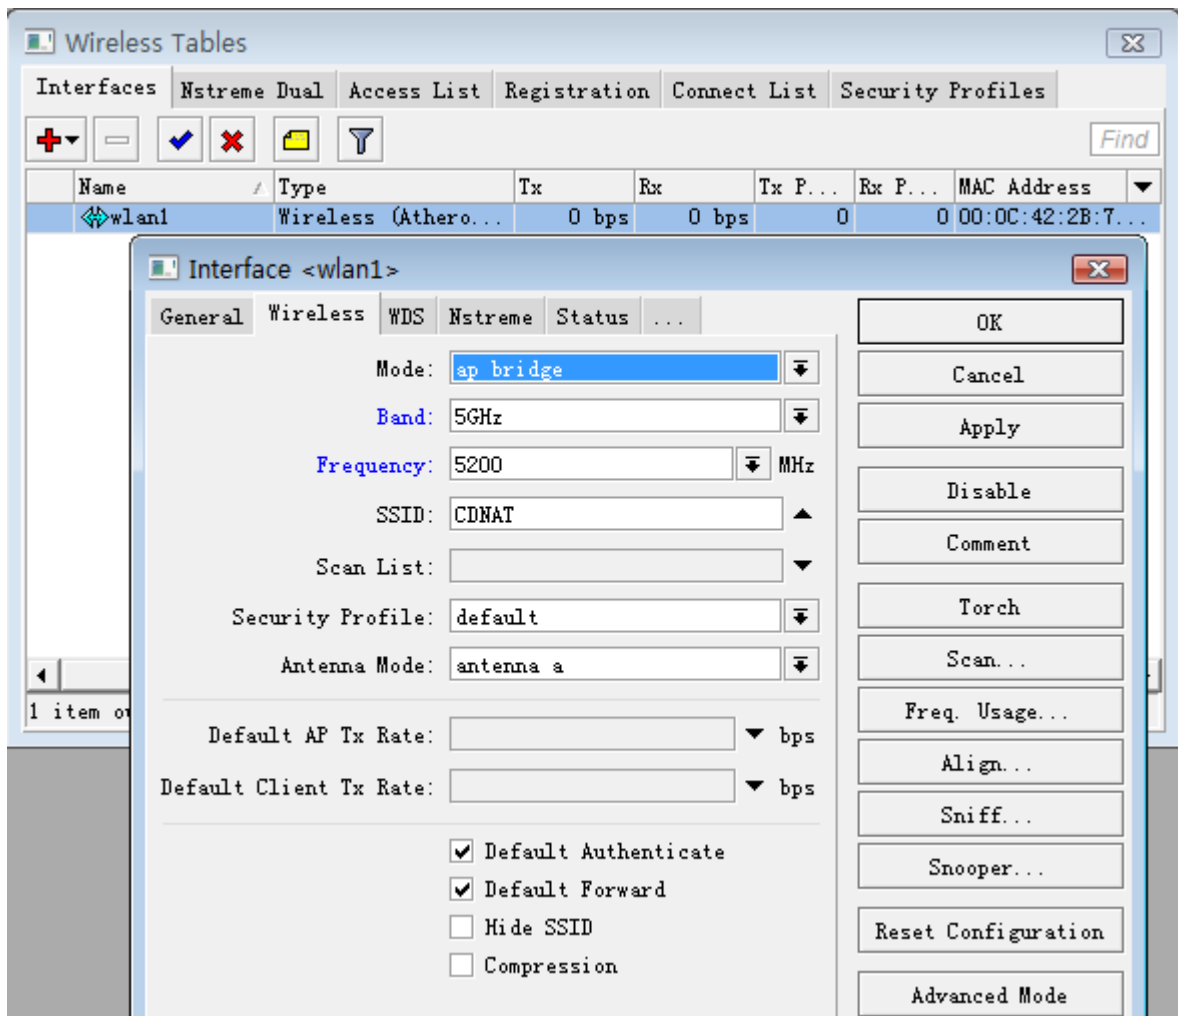 Wireless Tables
Interfaces Nstreme Dual Access List Registration Connect List Security Profiles
Find
Name Type Tx Rx Tx P... Rx P... MAC Address
wlan1 Wireless (Athero... 0 bps 0 bps 0 0 00:0C:42:2B:7...
Interface <wlan1>
General Wireless WDS Nstreme Status ...
OK
Mode: ap bridge
Cancel
Band: 5GHz
Apply
Frequency: 5200 MHz
Disable
SSID: CDNAT
Comment
Scan List:
Security Profile: default
Torch
Antenna Mode: antenna a
Scan...
1 item
Freq. Usage...
Default AP Tx Rate: bps
Align...
Default Client Tx Rate: bps
Sniff...
Default Authenticate
Snooper...
Default Forward
Hide SSID
Reset Configuration
Compression
Advanced Mode